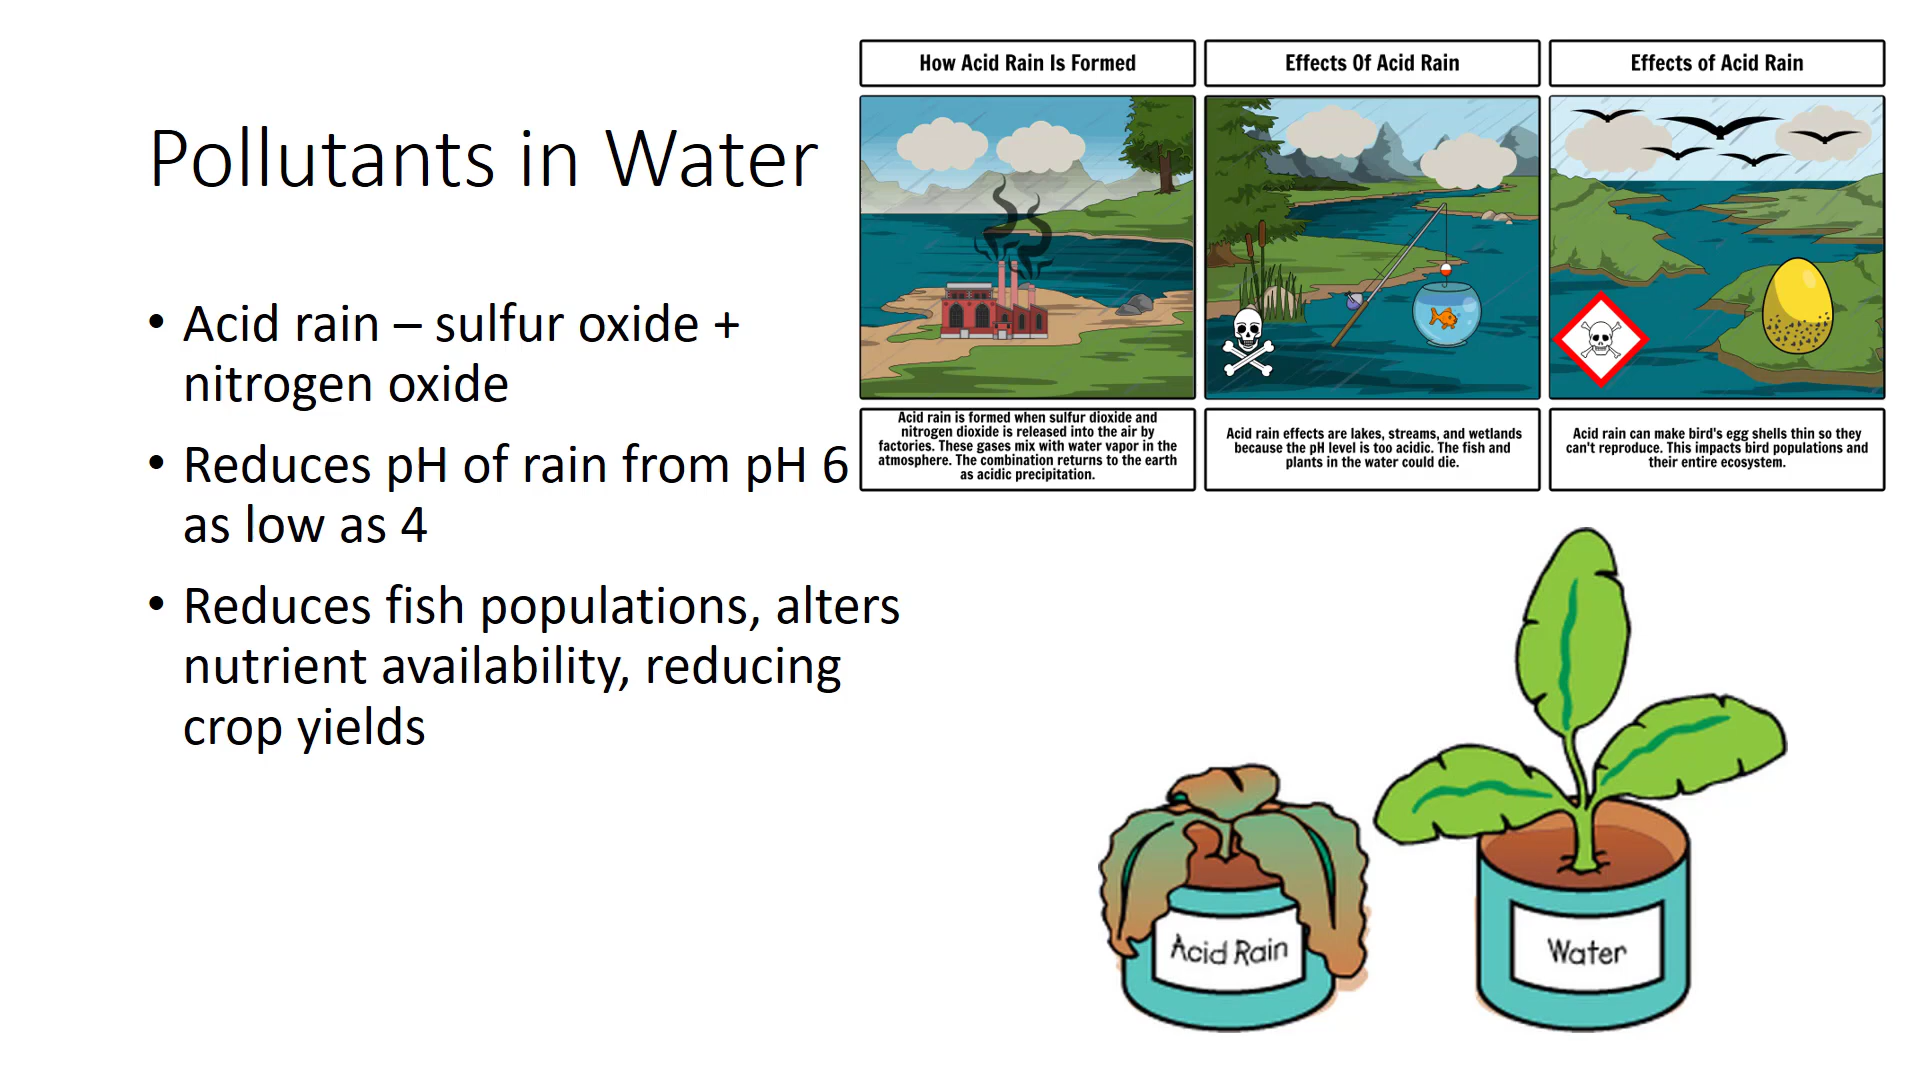 Pollutants in Water
• Acid rain – sulfur oxide +
nitrogen oxide
• Reduces pH of rain from pH 6
as low as 4
• Reduces fish populations, alters
nutrient availability, reducing
crop yields
How Acid Rain Is Formed
Acid rain is formed when sulfur dioxide and
nitrogen dioxide is released into the air by
factories. These gases mix with water vapor in the
atmosphere. The combination returns to the earth
as acidic precipitation.
Effects Of Acid Rain
Acid rain effects are lakes, streams, and wetlands
because the pH level is too acidic. The fish and
plants in the water could die.
Effects of Acid Rain
Acid rain can make bird's egg shells thin so they
can't reproduce. This impacts bird populations and
their entire ecosystem.
Acid Rain
Water